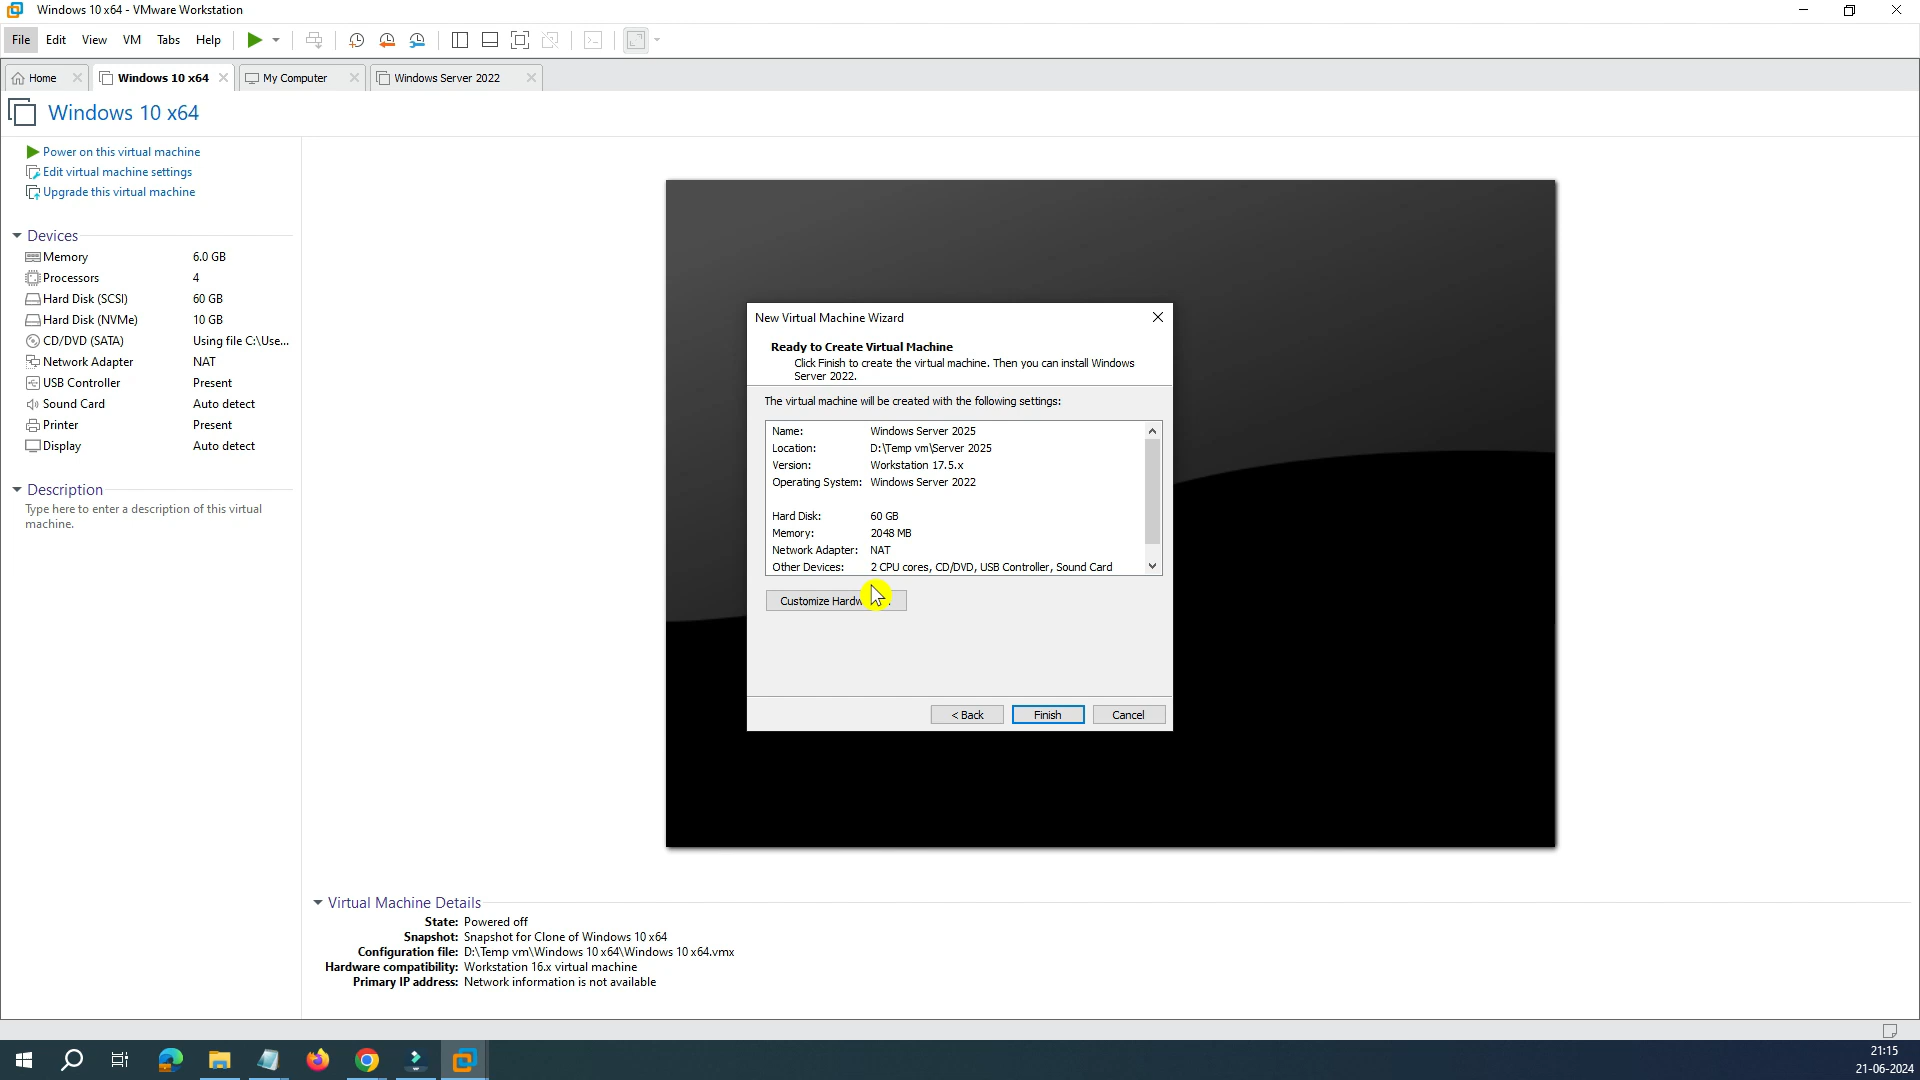 Windows 10 x64 - VMware Workstation
File Edit View VM Tabs Help
Home Windows 10 x64 My Computer Windows Server 2022
Windows 10 x64
Power on this virtual machine
Edit virtual machine settings
Upgrade this virtual machine
Devices
Memory 6.0 GB
Processors 4
Hard Disk (SCSI) 60 GB
Hard Disk (NVMe) 10 GB
CD/DVD (SATA) Using file C:\Use...
Network Adapter NAT
USB Controller Present
Sound Card Auto detect
Printer Present
Display Auto detect
Description
Type here to enter a description of this virtual
machine.
New Virtual Machine Wizard
Ready to Create Virtual Machine
Click Finish to create the virtual machine. Then you can install Windows
Server 2022.
The virtual machine will be created with the following settings:
Name: Windows Server 2025
Location: D:\Temp vm\Server 2025
Version: Workstation 17.5.x
Operating System: Windows Server 2022
Hard Disk: 60 GB
Memory: 2048 MB
Network Adapter: NAT
Other Devices: 2 CPU cores, CD/DVD, USB Controller, Sound Card
Customize
< Back Finish Cancel
Virtual Machine Details
State: Powered off
Snapshot: Snapshot for Clone of Windows 10 x64
Configuration file: D:\Temp vm\Windows 10 x64\Windows 10 x64.vmx
Hardware compatibility: Workstation 16.x virtual machine
Primary IP address: Network information is not available
21:15
21-06-2024